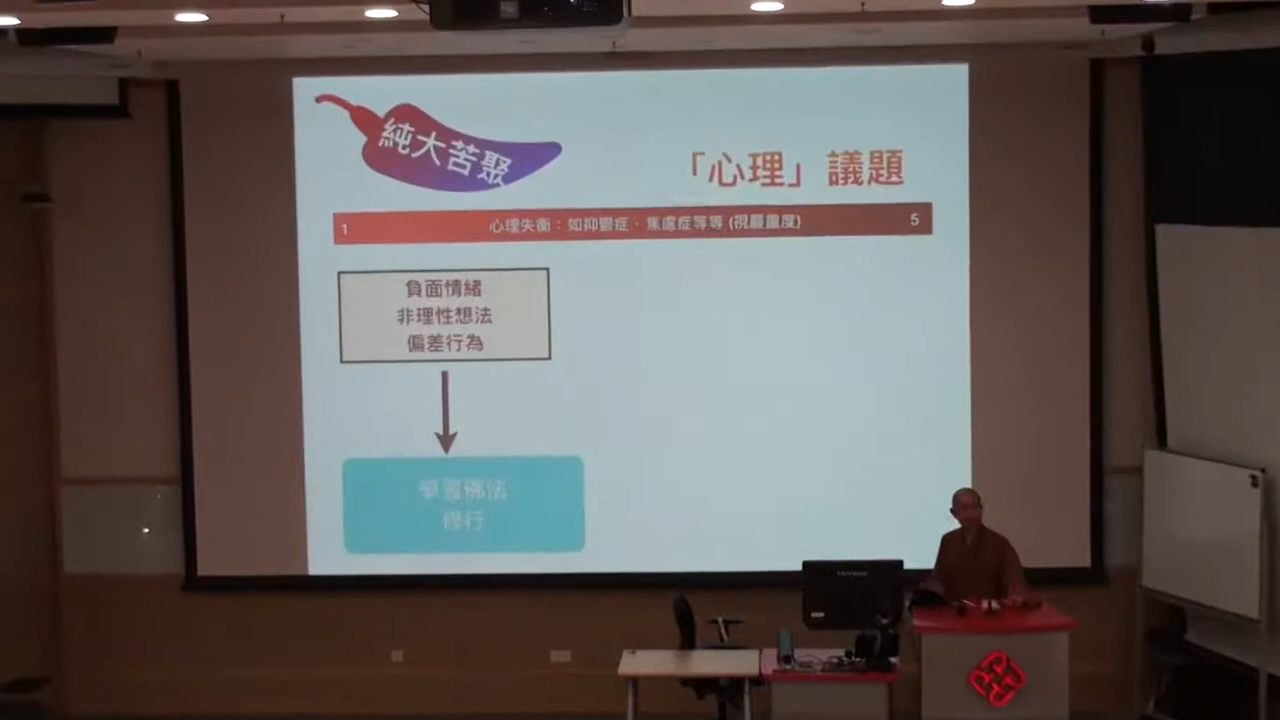 純大苦聚
「心理」議題
1 心理失衡：如抑鬱症、焦慮症等等 (視嚴重度) 5
負面情緒
非理性想法
偏差行為
學習佛法
修行